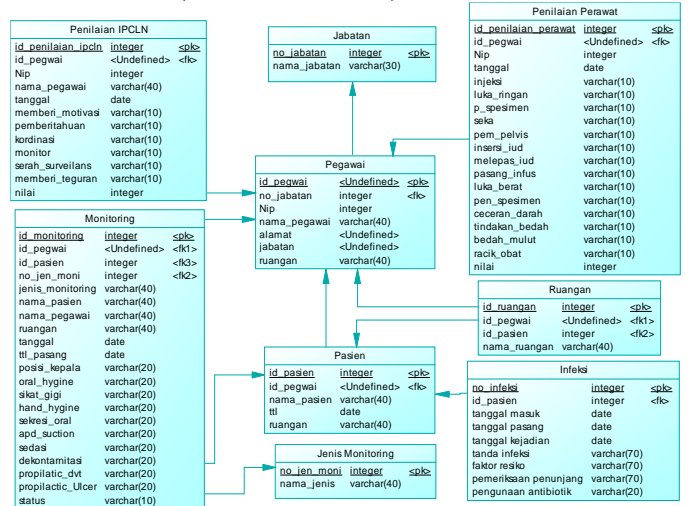 Penilaian IPCLN
id_penilaian_ipcln integer <pk>
id_pegwai <Undefined> <fk>
Nip integer
nama_pegawai varchar(40)
tanggal date
memberi_motivasi varchar(10)
pemberitahuan varchar(10)
kordinasi varchar(10)
monitor varchar(10)
serah_surveilans varchar(10)
memberi_teguran varchar(10)
nilai integer
Jabatan
no_jabatan integer <pk>
nama_jabatan varchar(30)
Penilaian Perawat
id_penilaian_perawat integer <pk>
id_pegwai <Undefined> <fk>
Nip integer
tanggal date
injeksi varchar(10)
luka_ringan varchar(10)
p_spesimen varchar(10)
seka varchar(10)
pem_pelvis varchar(10)
insersi_iud varchar(10)
melepas_iud varchar(10)
pasang_infus varchar(10)
luka_berat varchar(10)
pen_spesimen varchar(10)
ceceran_darah varchar(10)
tindakan_bedah varchar(10)
bedah_mulut varchar(10)
racik_obat varchar(10)
nilai integer
Pegawai
id_pegwai <Undefined> <pk>
no_jabatan integer <fk>
Nip integer
nama_pegawai varchar(40)
alamat <Undefined>
jabatan <Undefined>
ruangan varchar(40)
Monitoring
id_monitoring integer <pk>
id_pegwai <Undefined> <fk1>
id_pasien integer <fk3>
no_jen_moni integer <fk2>
jenis_monitoring varchar(40)
nama_pasien varchar(40)
nama_pegawai varchar(40)
ruangan varchar(40)
tanggal date
ttl_pasang date
posisi_kepala varchar(20)
oral_hygine varchar(20)
sikat_gigi varchar(20)
hand_hygine varchar(20)
sekresi_oral varchar(20)
apd_suction varchar(20)
sedasi varchar(20)
dekontamitasi varchar(20)
propilatic_dvt varchar(20)
propilactic_Ulcer varchar(20)
status varchar(10)
Ruangan
id_ruangan integer <pk>
id_pegwai <Undefined> <fk1>
id_pasien integer <fk2>
nama_ruangan varchar(40)
Pasien
id_pasien integer <pk>
id_pegwai <Undefined> <fk>
nama_pasien varchar(40)
ttl date
ruangan varchar(40)
Infeksi
no_infeksi integer <pk>
id_pasien integer <fk>
tanggal masuk date
tanggal pasang date
tanggal kejadian date
tanda infeksi varchar(70)
faktor resiko varchar(70)
pemeriksaan penunjang varchar(70)
pengunaan antibiotik varchar(20)
Jenis Monitoring
no_jen_moni integer <pk>
nama_jenis varchar(40)